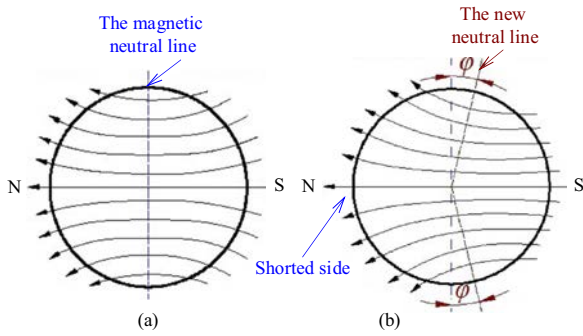 The magnetic
neutral line
The new
neutral line
φ
N
S
N
S
Shorted side
φ
(a)
(b)